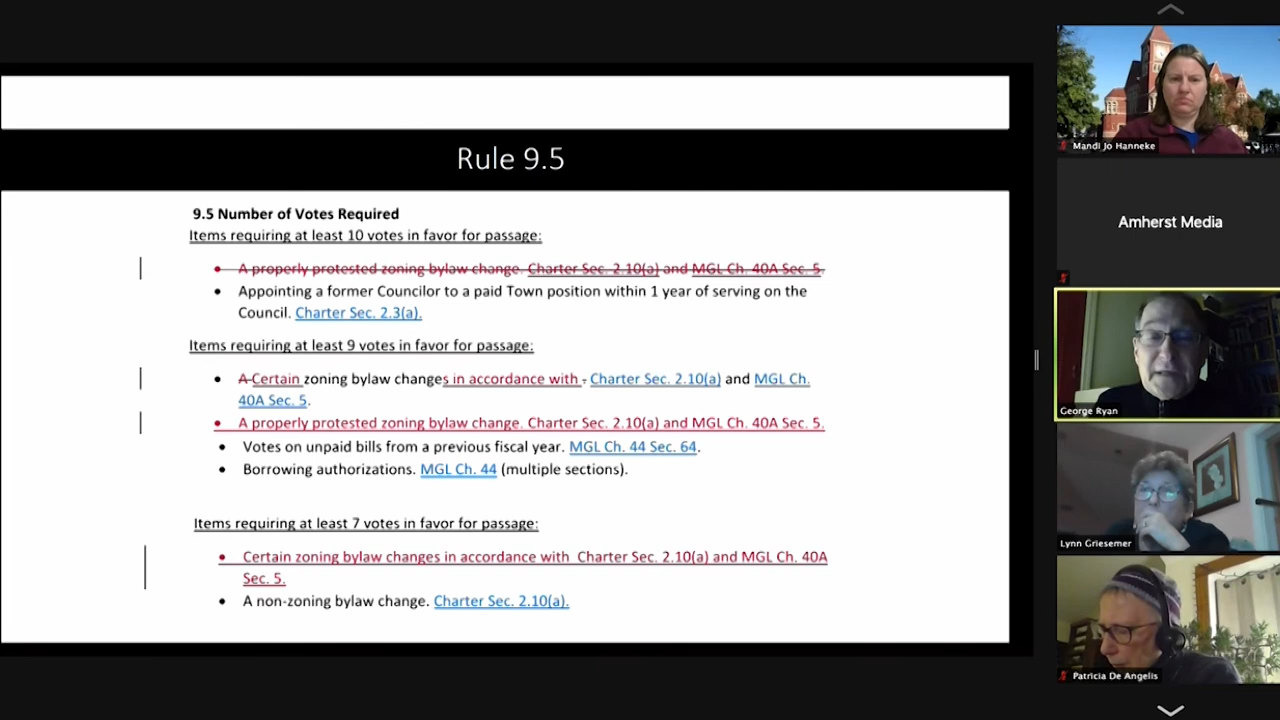 Rule 9.5
9.5 Number of Votes Required
Items requiring at least 10 votes in favor for passage:
• A properly protested zoning bylaw change. Charter Sec. 2.10(a) and MGL Ch. 40A Sec. 5.
• Appointing a former Councilor to a paid Town position within 1 year of serving on the
Council. Charter Sec. 2.3(a).
Items requiring at least 9 votes in favor for passage:
• A Certain zoning bylaw changes in accordance with . Charter Sec. 2.10(a) and MGL Ch.
40A Sec. 5.
• A properly protested zoning bylaw change. Charter Sec. 2.10(a) and MGL Ch. 40A Sec. 5.
• Votes on unpaid bills from a previous fiscal year. MGL Ch. 44 Sec. 64.
• Borrowing authorizations. MGL Ch. 44 (multiple sections).
Items requiring at least 7 votes in favor for passage:
• Certain zoning bylaw changes in accordance with Charter Sec. 2.10(a) and MGL Ch. 40A
Sec. 5.
• A non-zoning bylaw change. Charter Sec. 2.10(a).
Mandi Jo Hanneke
Amherst Media
George Ryan
Lynn Griesemer
Patricia De Angelis